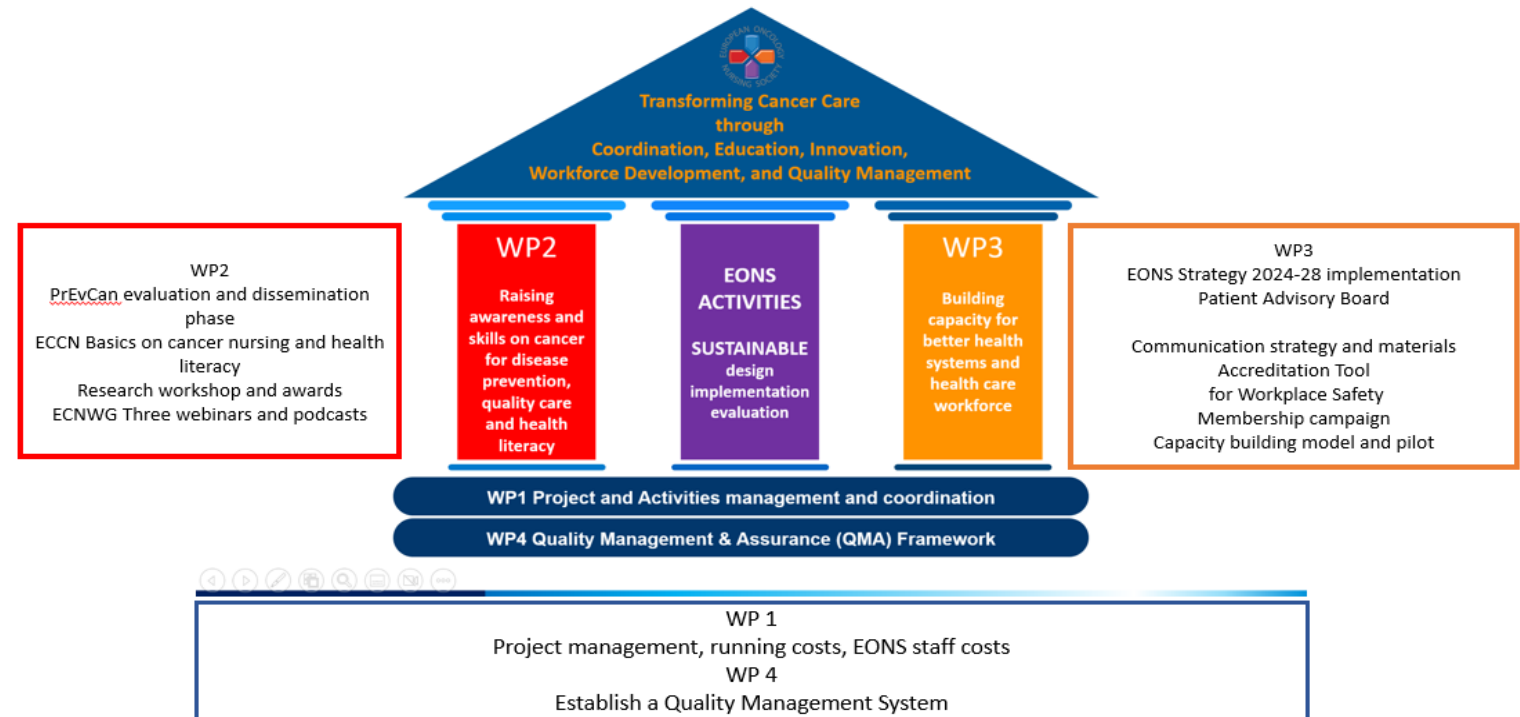 EUROPEAN ONCOLOGY NURSING SOCIETY
Transforming Cancer Care
through
Coordination, Education, Innovation,
Workforce Development, and Quality Management
WP2
PrEvCan evaluation and dissemination
phase
ECCN Basics on cancer nursing and health
literacy
Research workshop and awards
ECNWG Three webinars and podcasts
WP2
Raising
awareness and
skills on cancer
for disease
prevention,
quality care
and health
literacy
EONS
ACTIVITIES
SUSTAINABLE
design
implementation
evaluation
WP3
Building
capacity for
better health
systems and
health care
workforce
WP3
EONS Strategy 2024-28 implementation
Patient Advisory Board
Communication strategy and materials
Accreditation Tool
for Workplace Safety
Membership campaign
Capacity building model and pilot
WP1 Project and Activities management and coordination
WP4 Quality Management & Assurance (QMA) Framework
WP 1
Project management, running costs, EONS staff costs
WP 4
Establish a Quality Management System